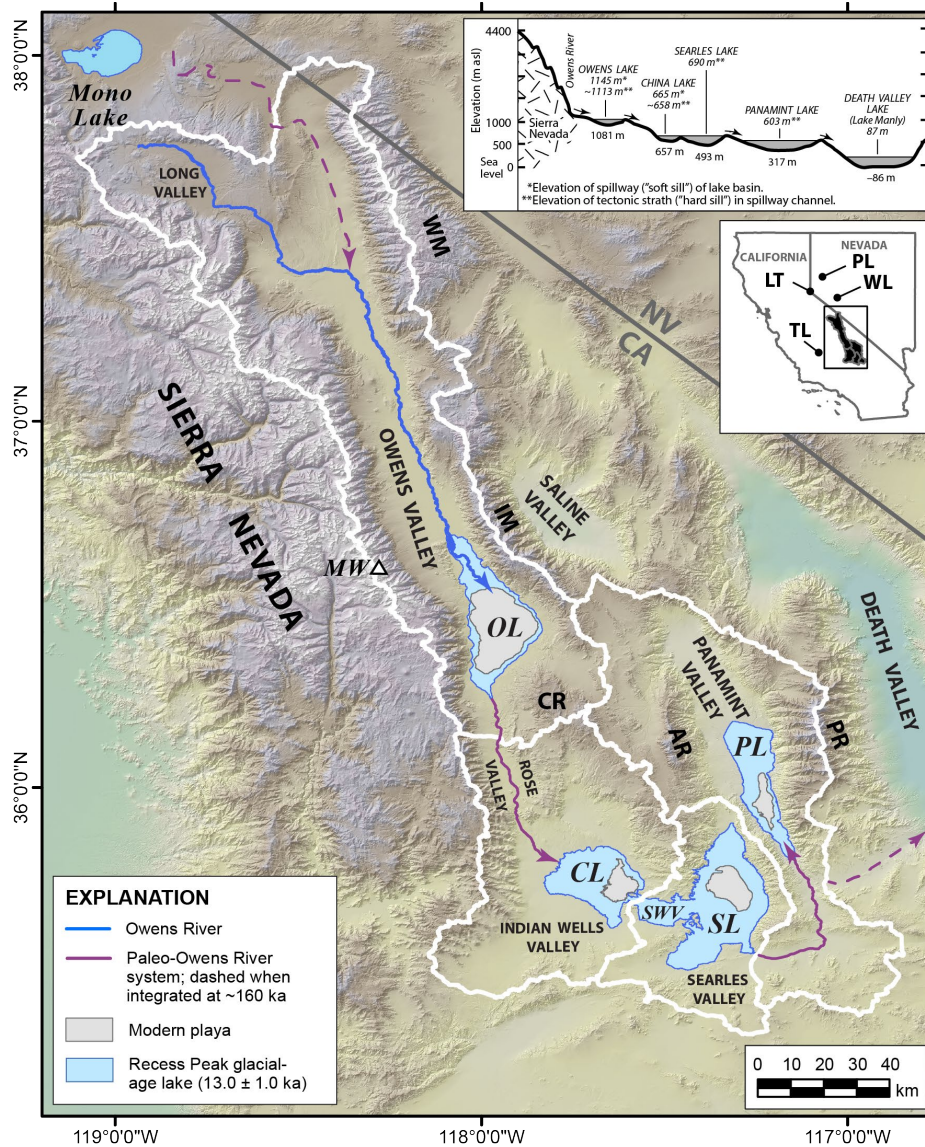 38°0'0"N
37°0'0"N
36°0'0"N
Mono
Lake
LONG
VALLEY
WM
NV
CA
SIERRA
NEVADA
OWENS VALLEY
SALINE
VALLEY
IM
MW
OL
CR
PANAMINT
VALLEY
DEATH VALLEY
AR
PL
PR
ROSE
VALLEY
CL
SWV
SL
INDIAN WELLS
VALLEY
SEARLES
VALLEY
Elevation (m asl)
4400
1000
500
Sea
level
0
Owens River
Sierra
Nevada
OWENS LAKE
1145 m*
~1113 m**
1081 m
CHINA LAKE
665 m*
~658 m**
657 m
SEARLES LAKE
690 m**
493 m
PANAMINT LAKE
603 m**
317 m
DEATH VALLEY
LAKE
(Lake Manly)
87 m
–86 m
*Elevation of spillway ("soft sill") of lake basin.
**Elevation of tectonic strath ("hard sill") in spillway channel.
CALIFORNIA
NEVADA
PL
LT
WL
TL
EXPLANATION
Owens River
Paleo-Owens River
system; dashed when
integrated at ~160 ka
Modern playa
Recess Peak glacial-
age lake (13.0 ± 1.0 ka)
0 10 20 30 40
km
119°0'0"W
118°0'0"W
117°0'0"W